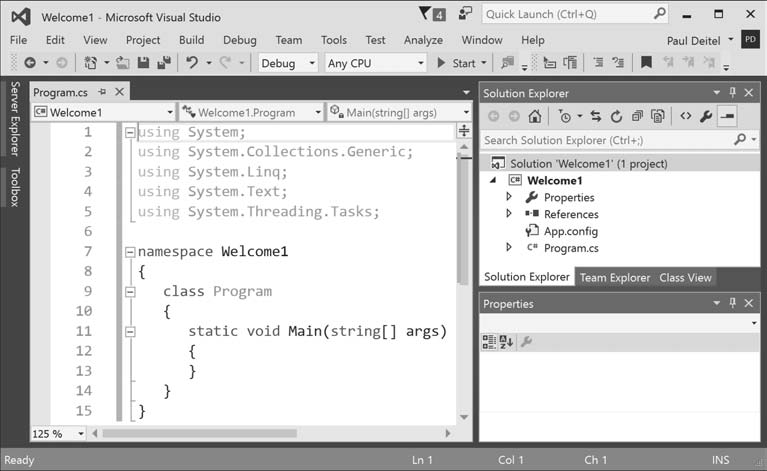 Welcome1 - Microsoft Visual Studio
4
Quick Launch (Ctrl+Q)
File Edit View Project Build Debug Team Tools Test Analyze Window Help Paul Deitel PD
Debug Any CPU Start
Server Explorer
Toolbox
Program.cs
C# Welcome1 Welcome1.Program Main(string[] args)
1 using System;
2 using System.Collections.Generic;
3 using System.Linq;
4 using System.Text;
5 using System.Threading.Tasks;
6
7 namespace Welcome1
8 {
9 class Program
10 {
11 static void Main(string[] args)
12 {
13 }
14 }
15 }
125 %
Solution Explorer
Search Solution Explorer (Ctrl+;)
Solution 'Welcome1' (1 project)
C# Welcome1
Properties
References
App.config
C# Program.cs
Solution Explorer Team Explorer Class View
Properties
Ready Ln 1 Col 1 Ch 1 INS